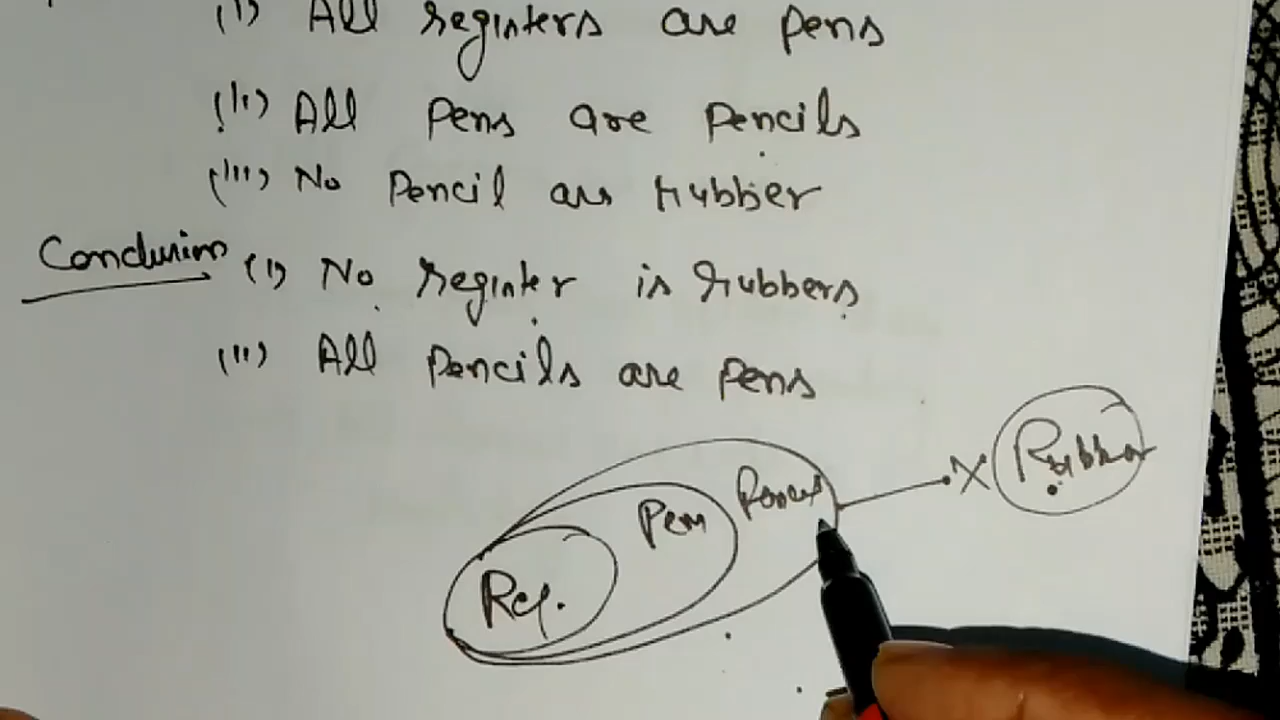 (i) All registers are pens
(ii) All Pens are pencils
(iii) No Pencil are rubber
Conclusion (i) No register is rubbers
(ii) All pencils are pens
Rubber
Pencil
Pen
Reg.